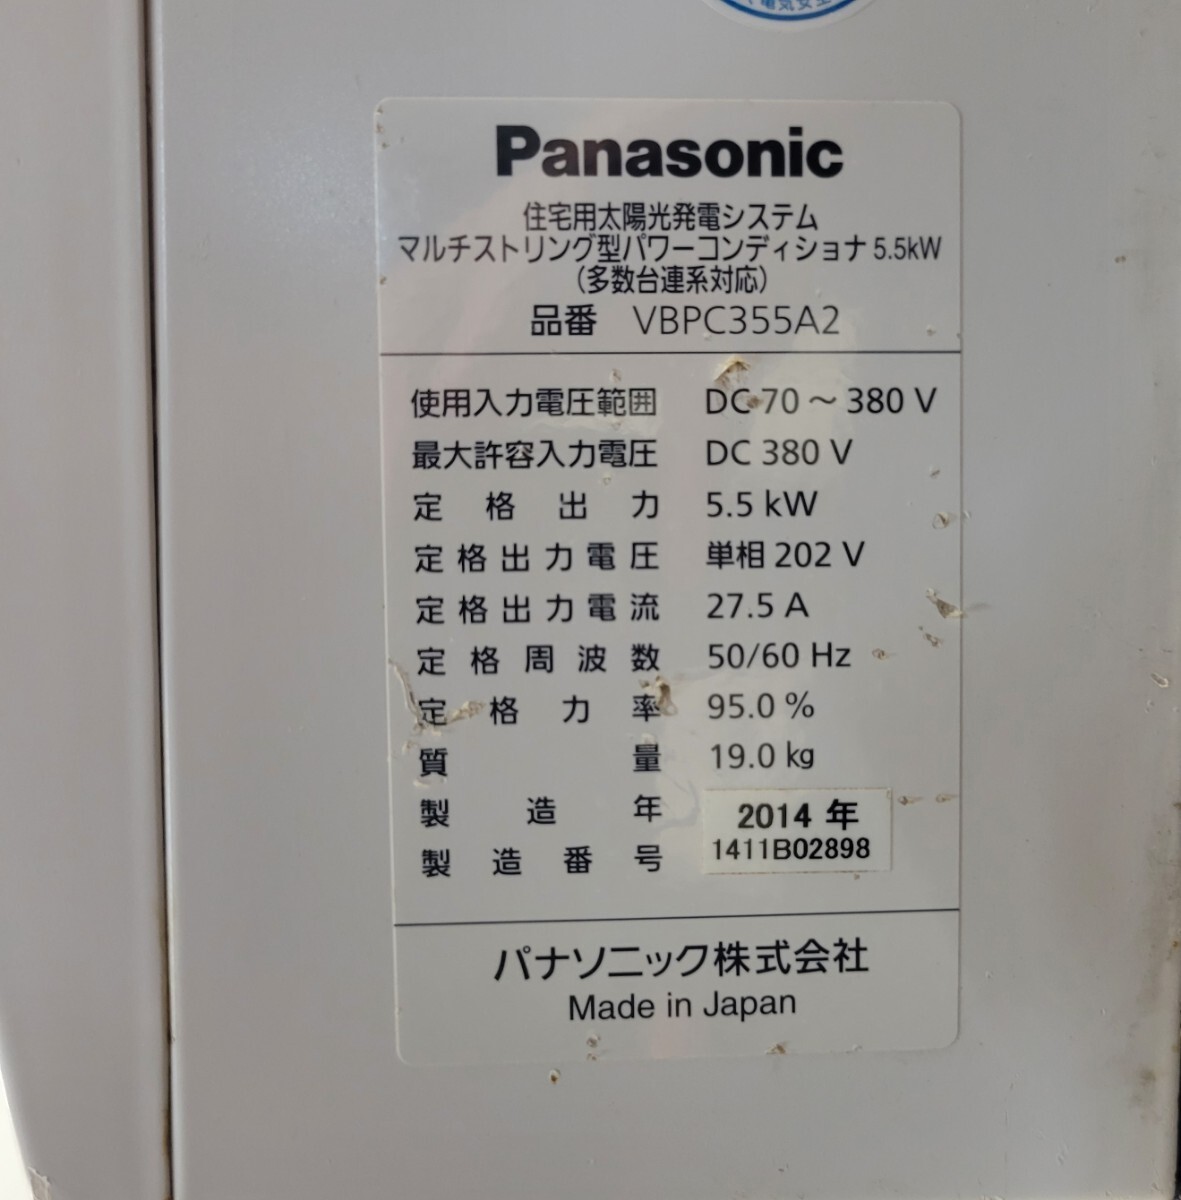 電気安全
Panasonic
住宅用太陽光発電システム
マルチストリング型パワーコンディショナ 5.5kW
(多数台連系対応)
品番 VBPC355A2
使用入力電圧範囲 DC 70 ～ 380 V
最大許容入力電圧 DC 380 V
定格出力 5.5 kW
定格出力電圧 単相 202 V
定格出力電流 27.5 A
定格周波数 50/60 Hz
定格力率 95.0 %
質量 19.0 kg
製造年 2014 年
製造番号 1411B02898
パナソニック株式会社
Made in Japan